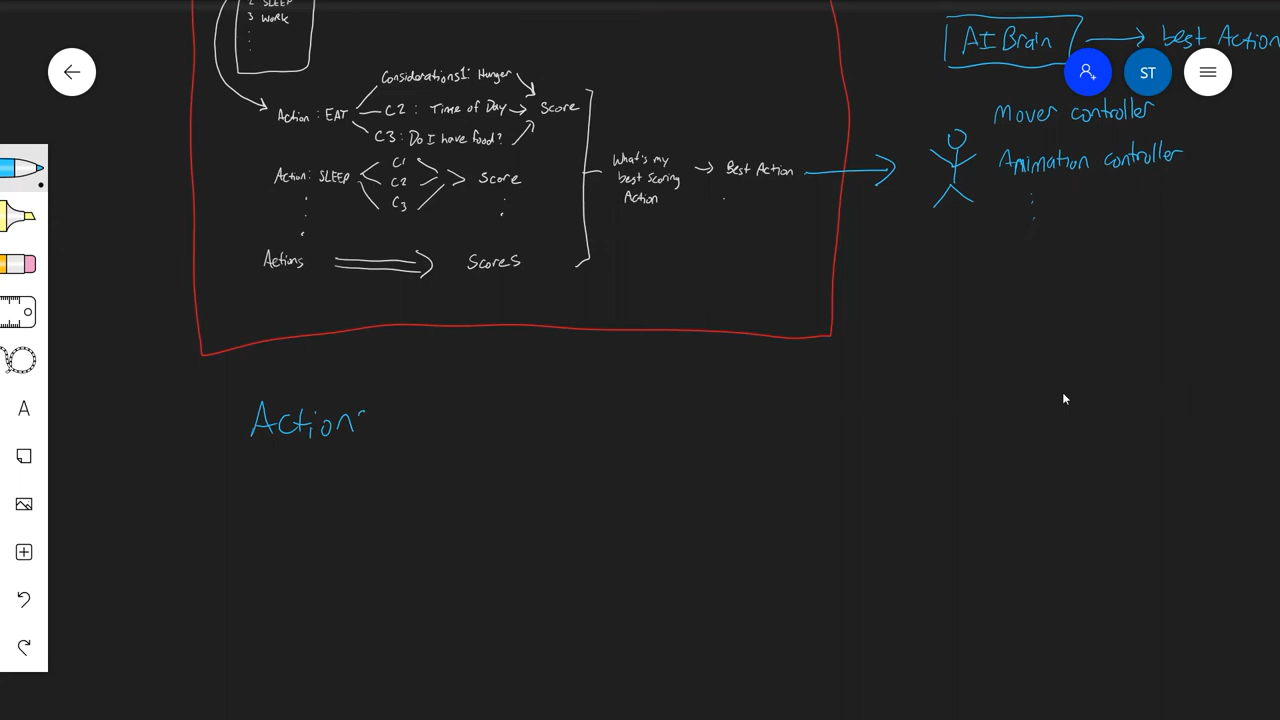 2 SLEEP
3 WORK
AI Brain
best Action
Considerations1: Hunger
Action: EAT
C2: Time of Day
Score
C3: Do I have food?
Action: SLEEP
C1
C2
C3
Score
What's my
best scoring
Action
Best Action
Actions
Scores
ST
Mover controller
Animation controller
Action
A